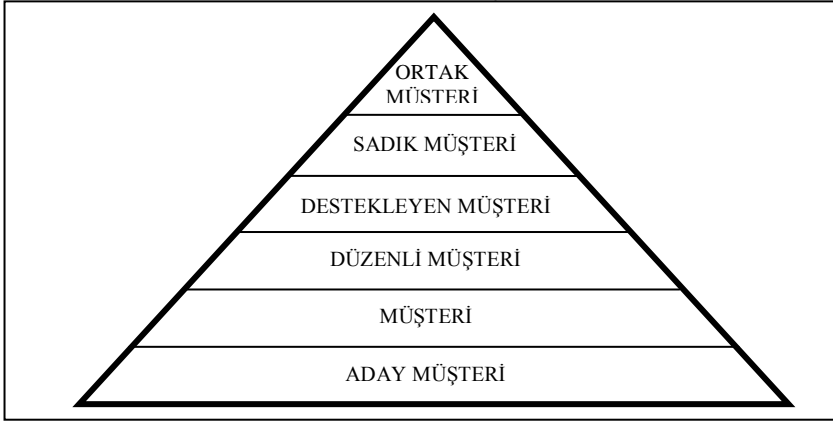 ORTAK
MÜŞTERİ
SADIK MÜŞTERİ
DESTEKLEYEN MÜŞTERİ
DÜZENLİ MÜŞTERİ
MÜŞTERİ
ADAY MÜŞTERİ